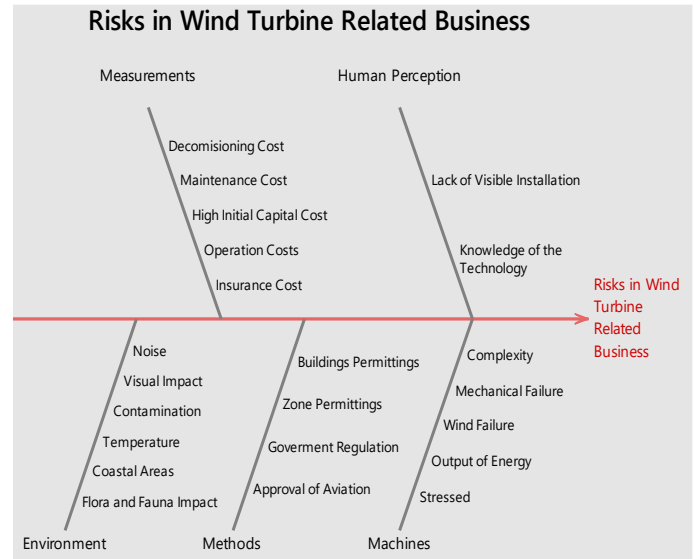 Risks in Wind Turbine Related Business
Measurements
Human Perception
Decomisioning Cost
Maintenance Cost
High Initial Capital Cost
Operation Costs
Insurance Cost
Lack of Visible Installation
Knowledge of the
Technology
Risks in Wind
Turbine
Related
Business
Noise
Visual Impact
Contamination
Temperature
Coastal Areas
Flora and Fauna Impact
Buildings Permittings
Zone Permittings
Goverment Regulation
Approval of Aviation
Complexity
Mechanical Failure
Wind Failure
Output of Energy
Stressed
Environment
Methods
Machines